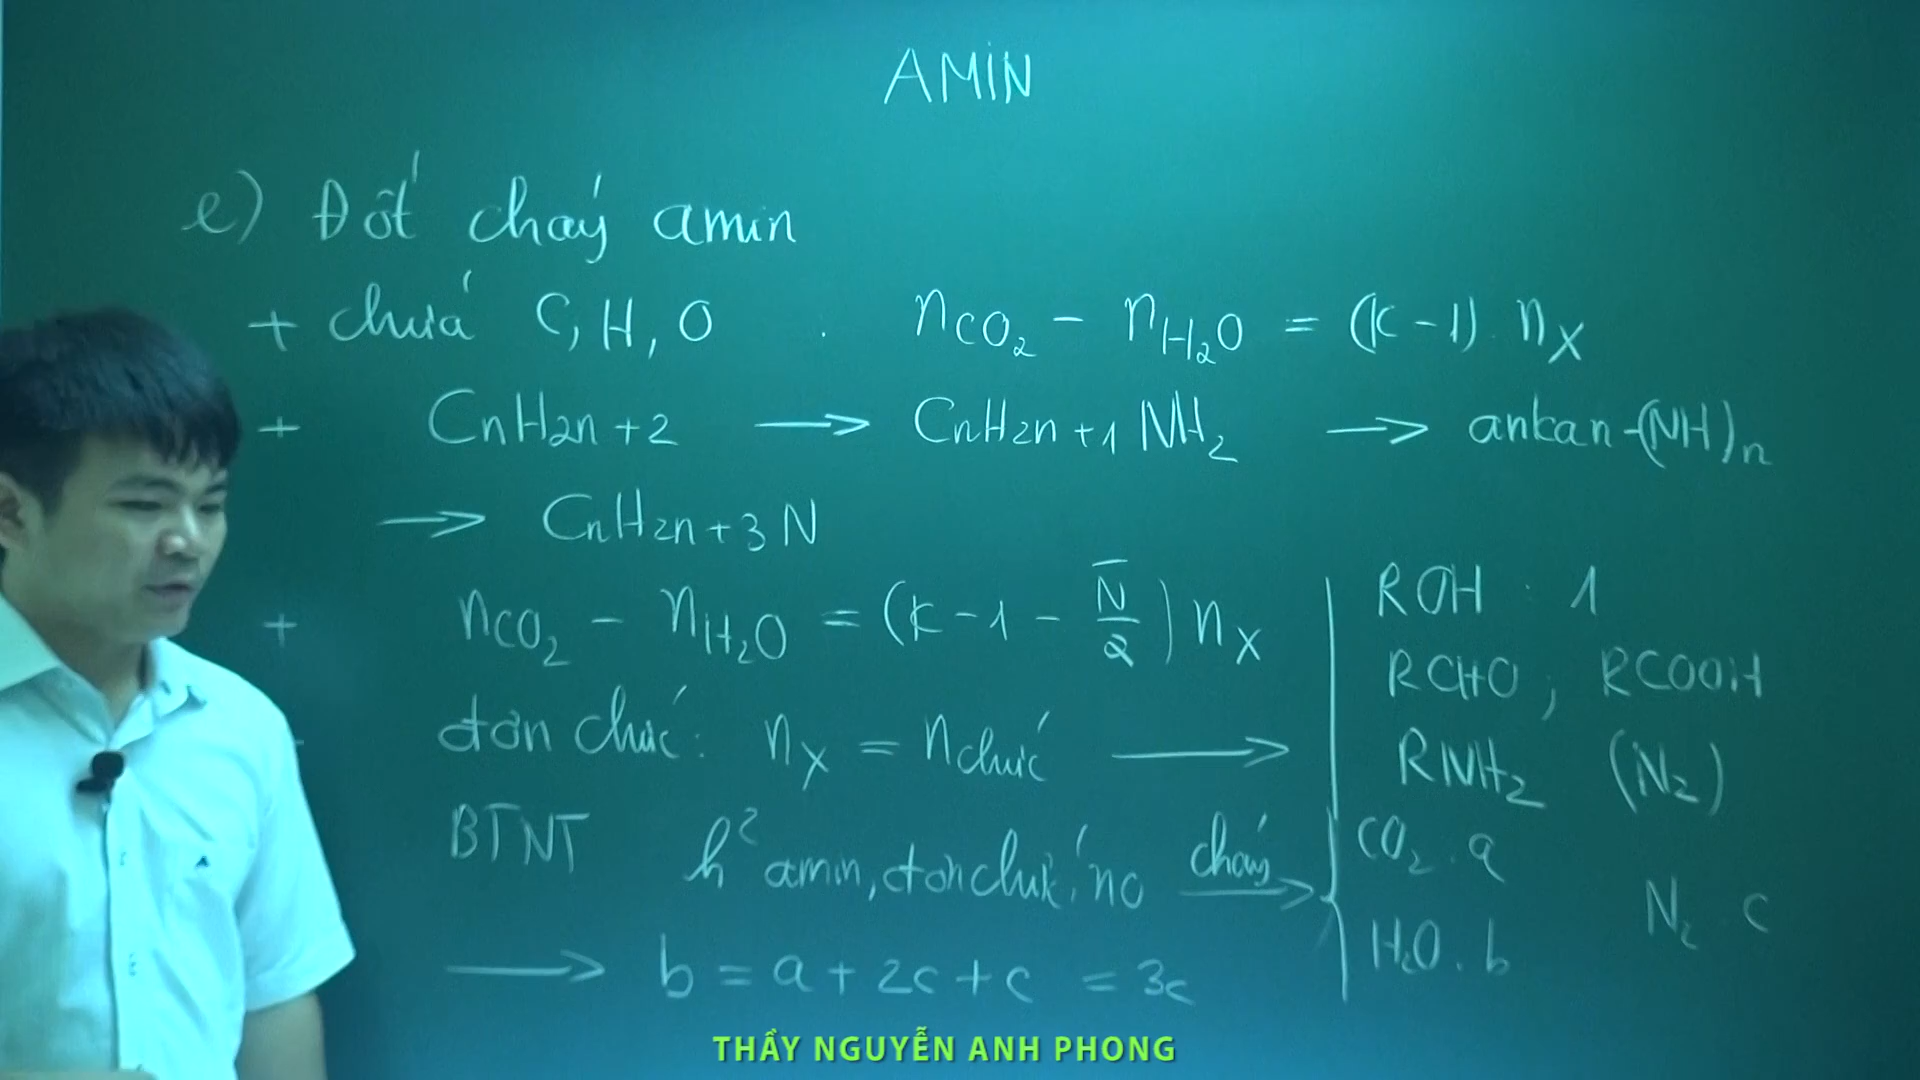 AMIN
e) Đốt cháy amin
+ chứa C, H, O . nCO₂ - nH₂O = (k-1). nX
+ CnH2n+2 → CnH2n+1NH₂ → ankan-(NH)n
→ CnH2n+3N
+ nCO₂ - nH₂O = (k-1-N̄/2) nX
ROH : 1
RCHO ; RCOOH
đơn chức: nX = nchức →
RNH₂ (N₂)
BTNT h² amin, đơn chức, no cháy →
CO₂ : a
N₂ : c
H₂O : b
→ b = a + 2c + c = 3c
THẦY NGUYỄN ANH PHONG